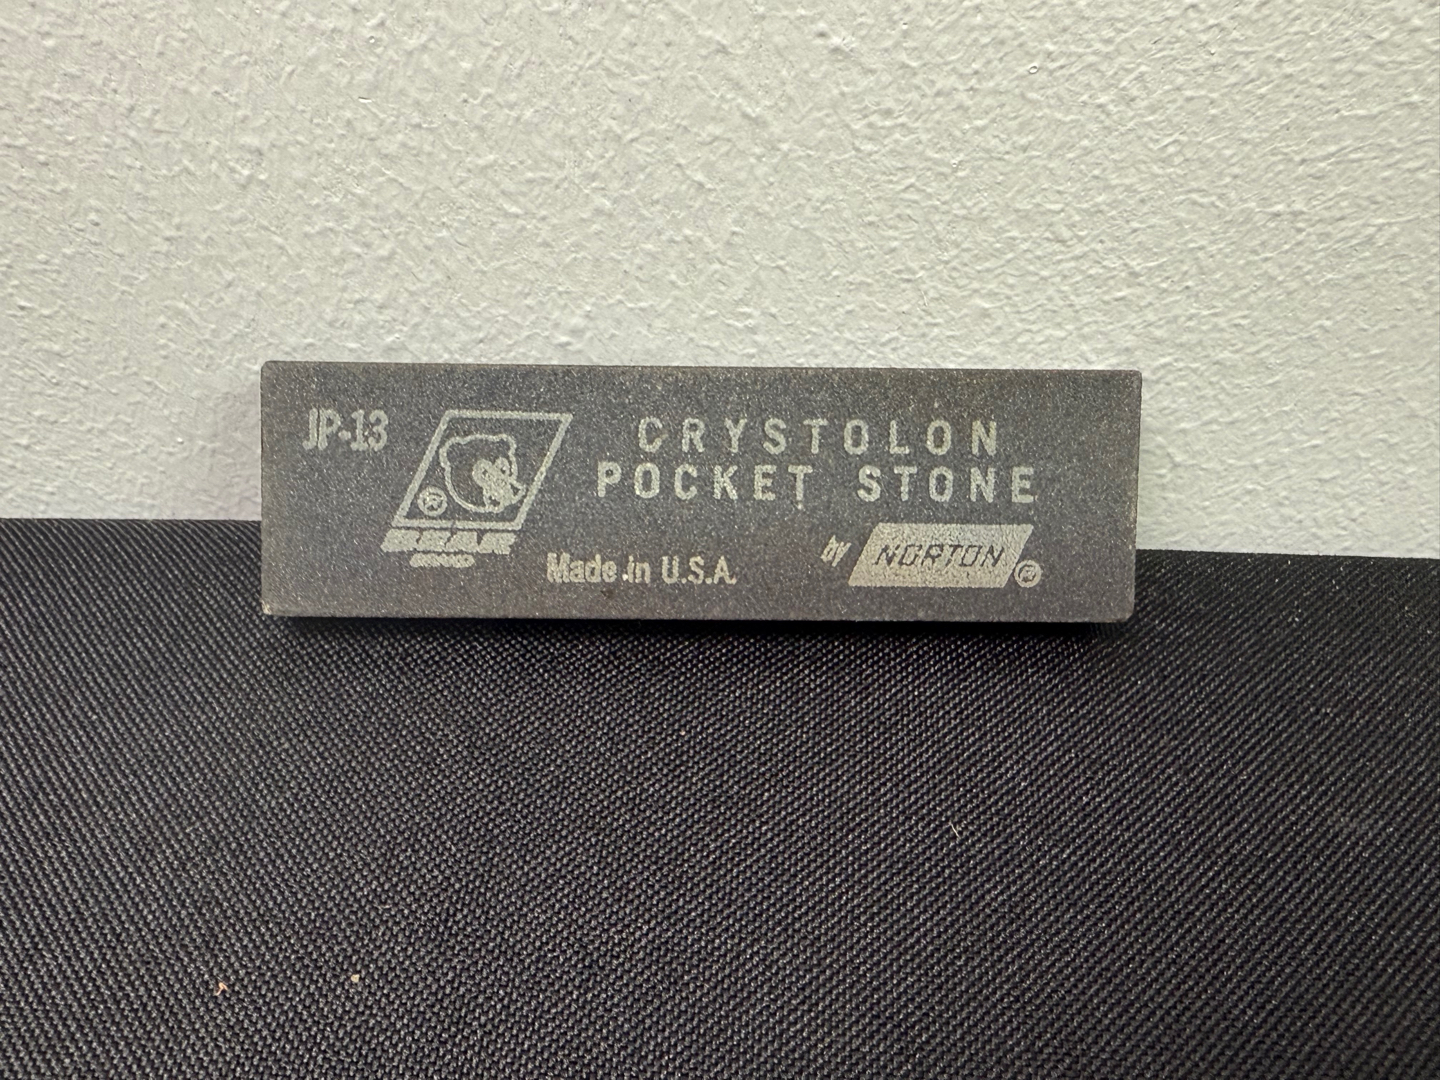 JP-13
CRYSTOLON
POCKET STONE
®
BEAR
Made in U.S.A.
by NORTON ®